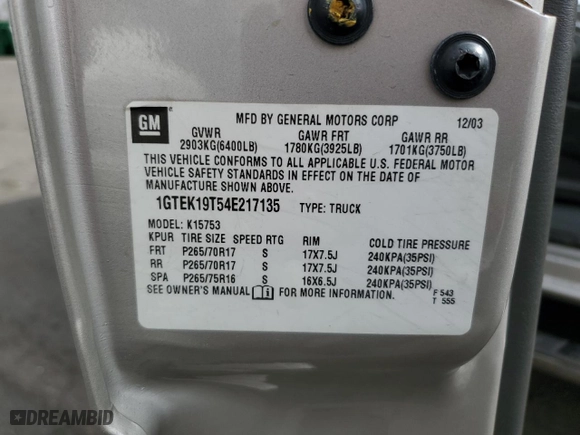 GM
MFD BY GENERAL MOTORS CORP 12/03
GVWR GAWR FRT GAWR RR
2903KG(6400LB) 1780KG(3925LB) 1701KG(3750LB)
THIS VEHICLE CONFORMS TO ALL APPLICABLE U.S. FEDERAL MOTOR
VEHICLE SAFETY STANDARDS IN EFFECT ON THE DATE OF
MANUFACTURE SHOWN ABOVE.
1GTEK19T54E217135 TYPE: TRUCK
MODEL: K15753
KPUR TIRE SIZE SPEED RTG RIM COLD TIRE PRESSURE
FRT P265/70R17 S 17X7.5J 240KPA(35PSI)
RR P265/70R17 S 17X7.5J 240KPA(35PSI)
SPA P265/75R16 S 16X6.5J 240KPA(35PSI)
SEE OWNER'S MANUAL FOR MORE INFORMATION.
F 543
T 555
DREAMBID